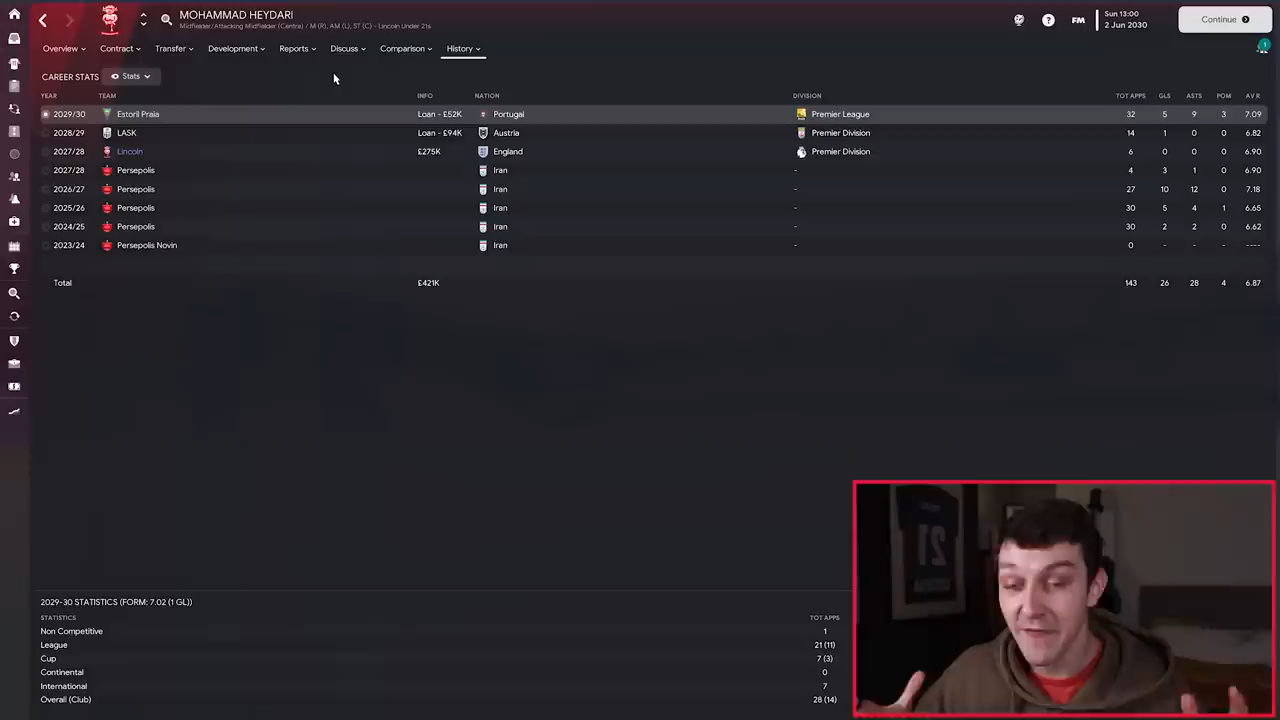 MOHAMMAD HEYDARI
Midfielder/Attacking Midfielder (Centre) / M (R), AM (L), ST (C) - Lincoln Under 21s
FM
Sun 13:00
2 Jun 2030
Continue
Overview
Contract
Transfer
Development
Reports
Discuss
Comparison
History
1
CAREER STATS
Stats
YEAR TEAM INFO NATION DIVISION TOT APPS GLS ASTS POM AV R
2029/30 Estoril Praia Loan - £52K Portugal Premier League 32 5 9 3 7.09
2028/29 LASK Loan - £94K Austria Premier Division 14 1 0 0 6.82
2027/28 Lincoln £275K England Premier Division 6 0 0 0 6.90
2027/28 Persepolis Iran - 4 3 1 0 6.90
2026/27 Persepolis Iran - 27 10 12 0 7.18
2025/26 Persepolis Iran - 30 5 4 1 6.65
2024/25 Persepolis Iran - 30 2 2 0 6.62
2023/24 Persepolis Novin Iran - 0 - - - ----
Total £421K 143 26 28 4 6.87
2029-30 STATISTICS (FORM: 7.02 (1 GL))
STATISTICS TOT APPS
Non Competitive 1
League 21 (11)
Cup 7 (3)
Continental 0
International 7
Overall (Club) 28 (14)
21